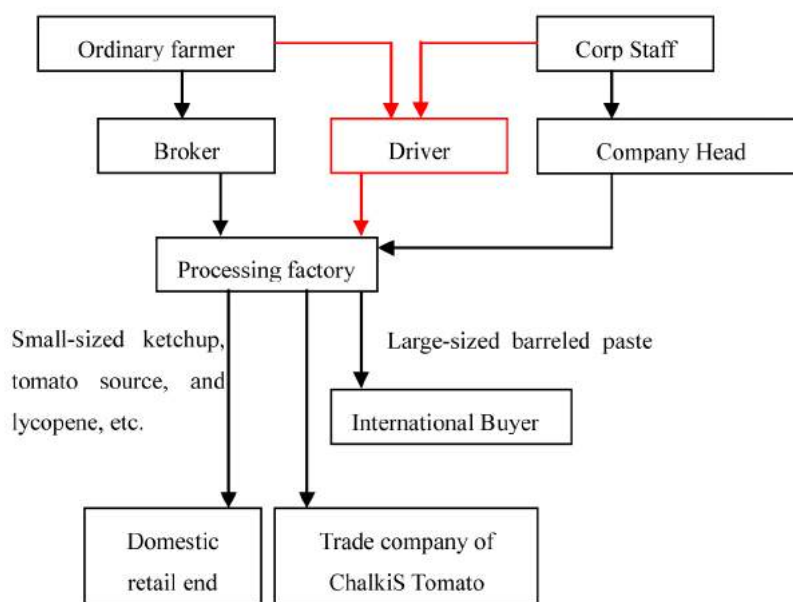 Ordinary farmer
Corp Staff
Broker
Driver
Company Head
Processing factory
Small-sized ketchup,
tomato source, and
lycopene, etc.
Large-sized barreled paste
International Buyer
Domestic
retail end
Trade company of
ChalkiS Tomato